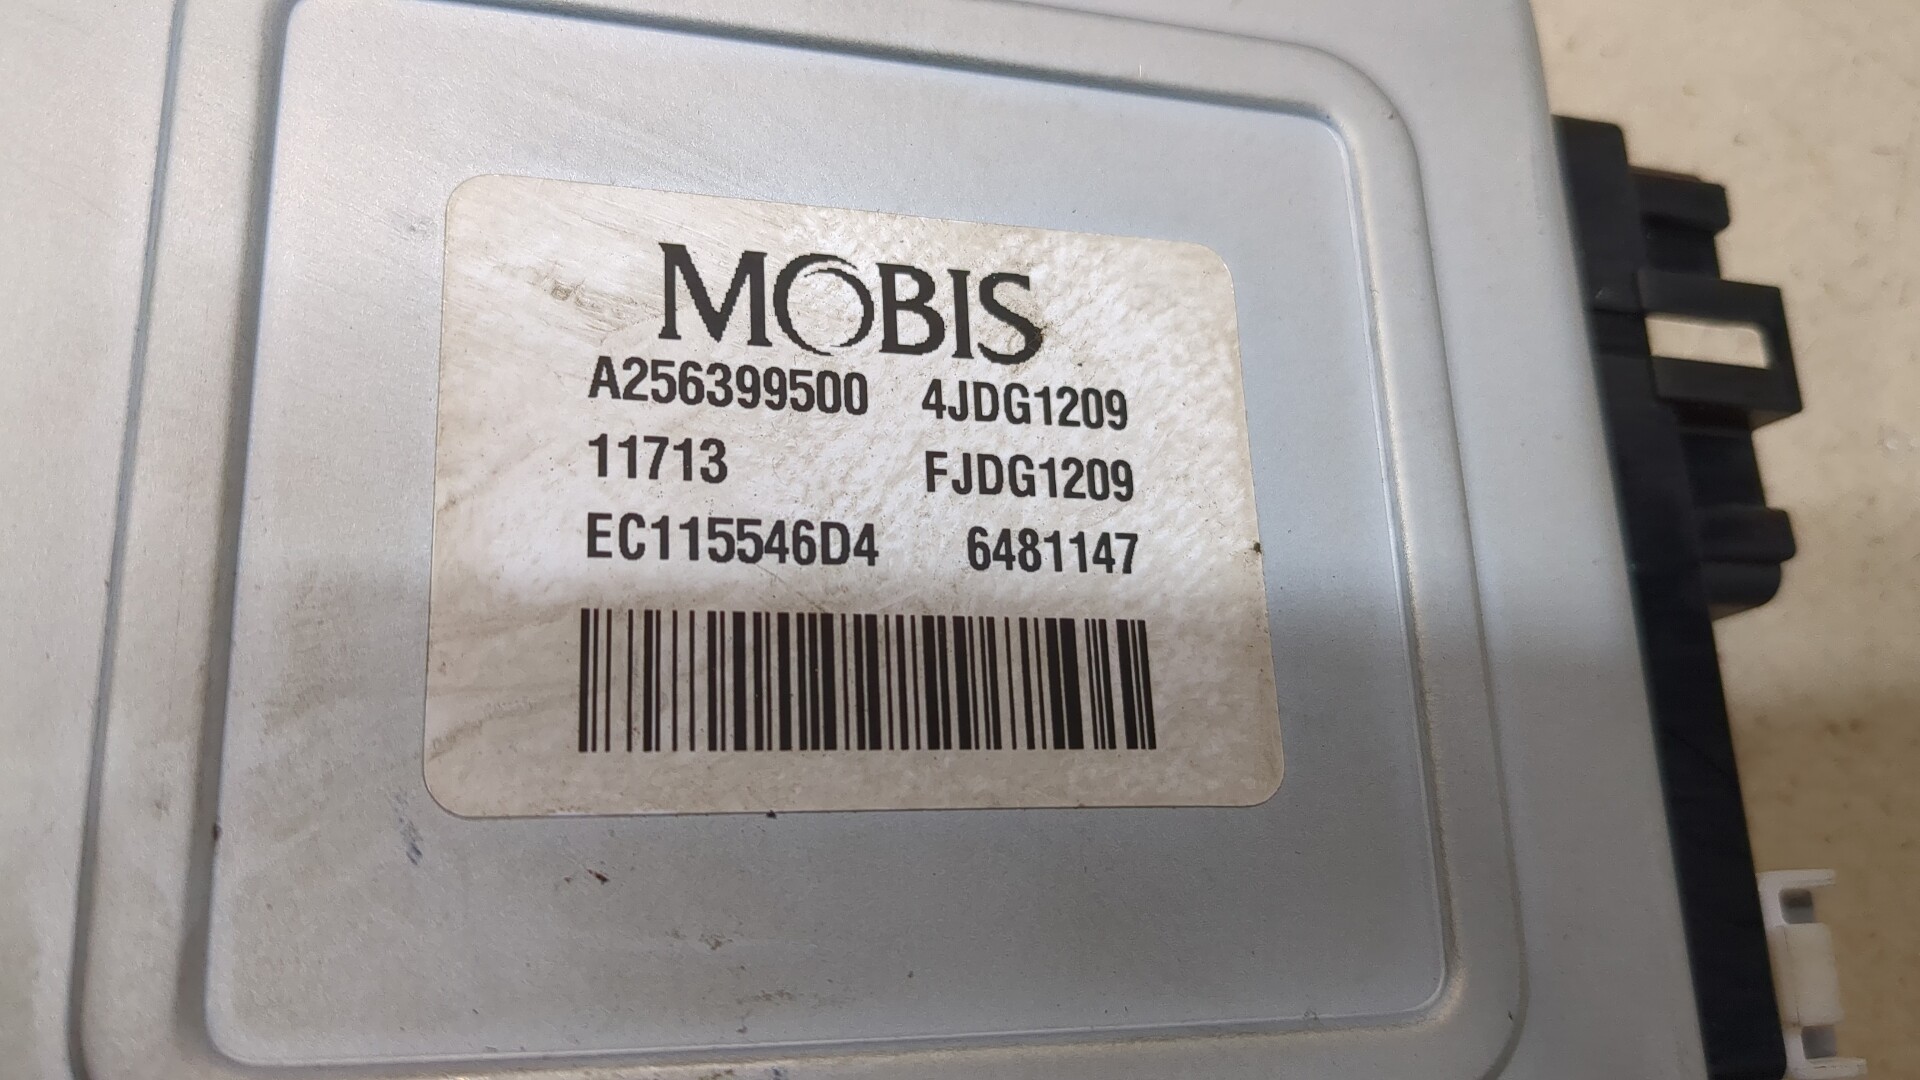 MOBIS
A256399500 4JDG1209
11713 FJDG1209
EC115546D4 6481147